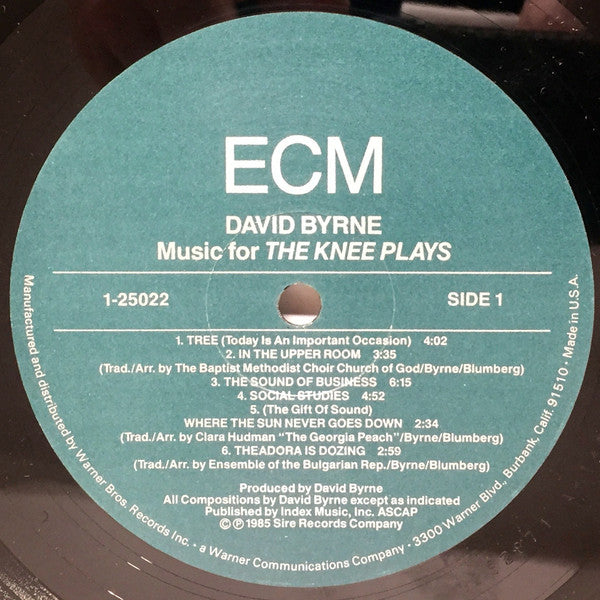 ECM
DAVID BYRNE
Music for THE KNEE PLAYS
1-25022
SIDE 1
1. TREE (Today Is An Important Occasion) 4:02
2. IN THE UPPER ROOM 3:35
(Trad./Arr. by The Baptist Methodist Choir Church of God/Byrne/Blumberg)
3. THE SOUND OF BUSINESS 6:15
4. SOCIAL STUDIES 4:52
5. (The Gift Of Sound)
WHERE THE SUN NEVER GOES DOWN 2:34
(Trad./Arr. by Clara Hudman "The Georgia Peach"/Byrne/Blumberg)
6. THEADORA IS DOZING 2:59
(Trad./Arr. by Ensemble of the Bulgarian Rep./Byrne/Blumberg)
Produced by David Byrne
All Compositions by David Byrne except as indicated
Published by Index Music, Inc. ASCAP
© ℗ 1985 Sire Records Company
Manufactured and distributed by Warner Bros. Records Inc. · a Warner Communications Company · 3300 Warner Blvd., Burbank, Calif. 91510 · Made in U.S.A.